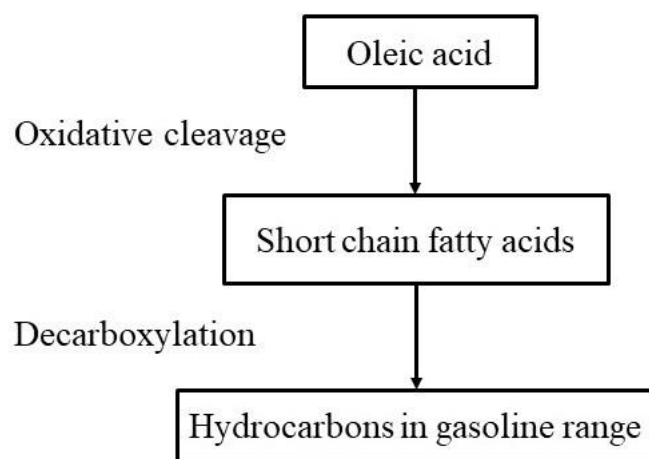 Oleic acid
Oxidative cleavage
Short chain fatty acids
Decarboxylation
Hydrocarbons in gasoline range